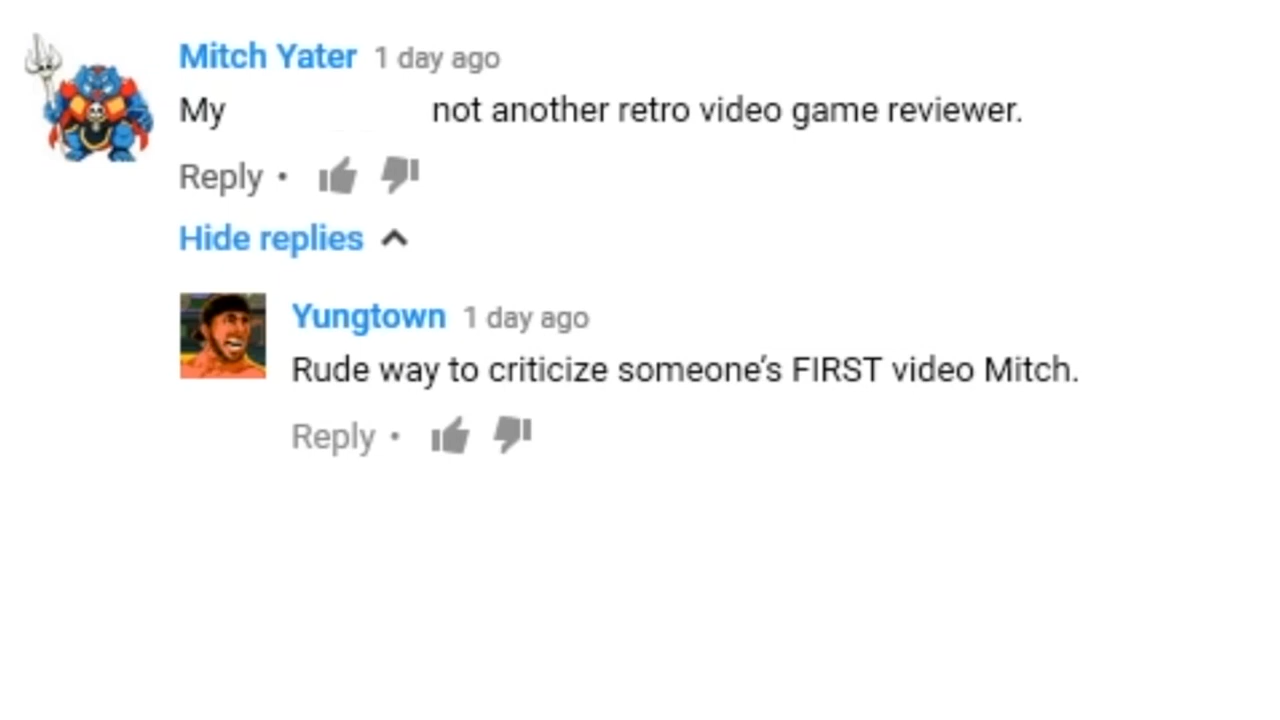 Mitch Yater 1 day ago
My not another retro video game reviewer.
Reply •
Hide replies
Yungtown 1 day ago
Rude way to criticize someone's FIRST video Mitch.
Reply •